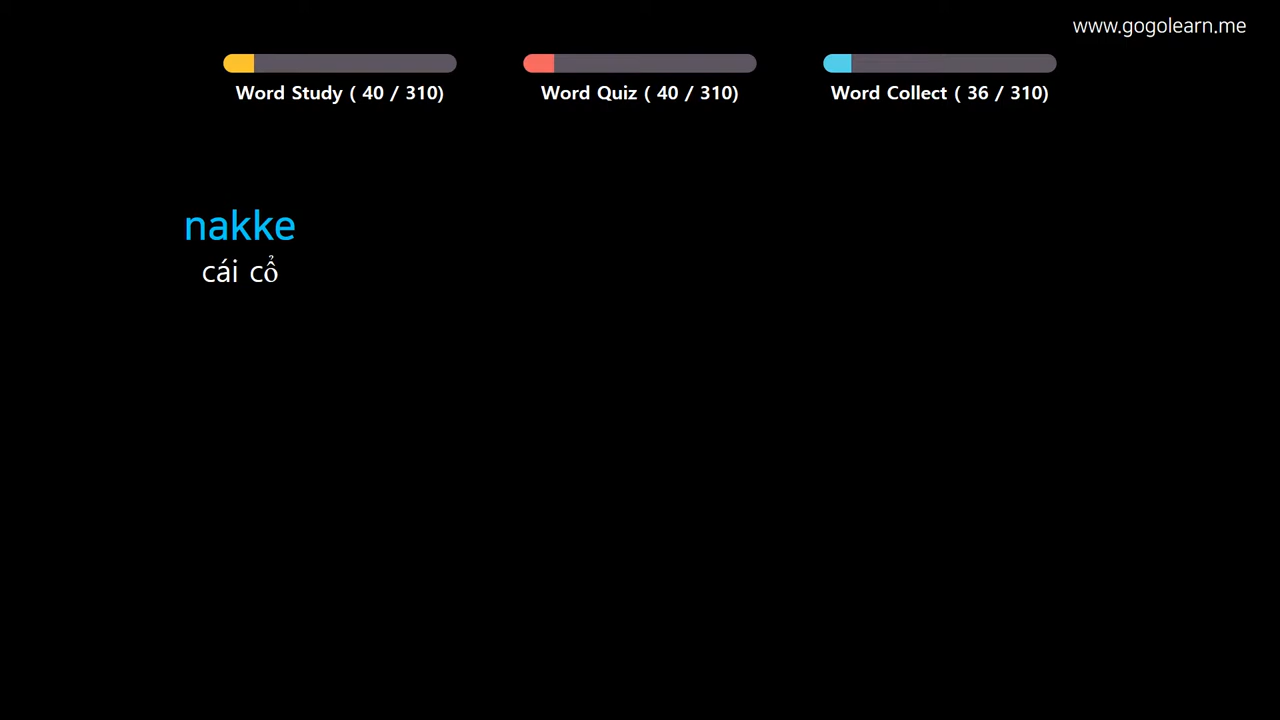 www.gogolearn.me
Word Study ( 40 / 310)
Word Quiz ( 40 / 310)
Word Collect ( 36 / 310)
nakke
cái cổ